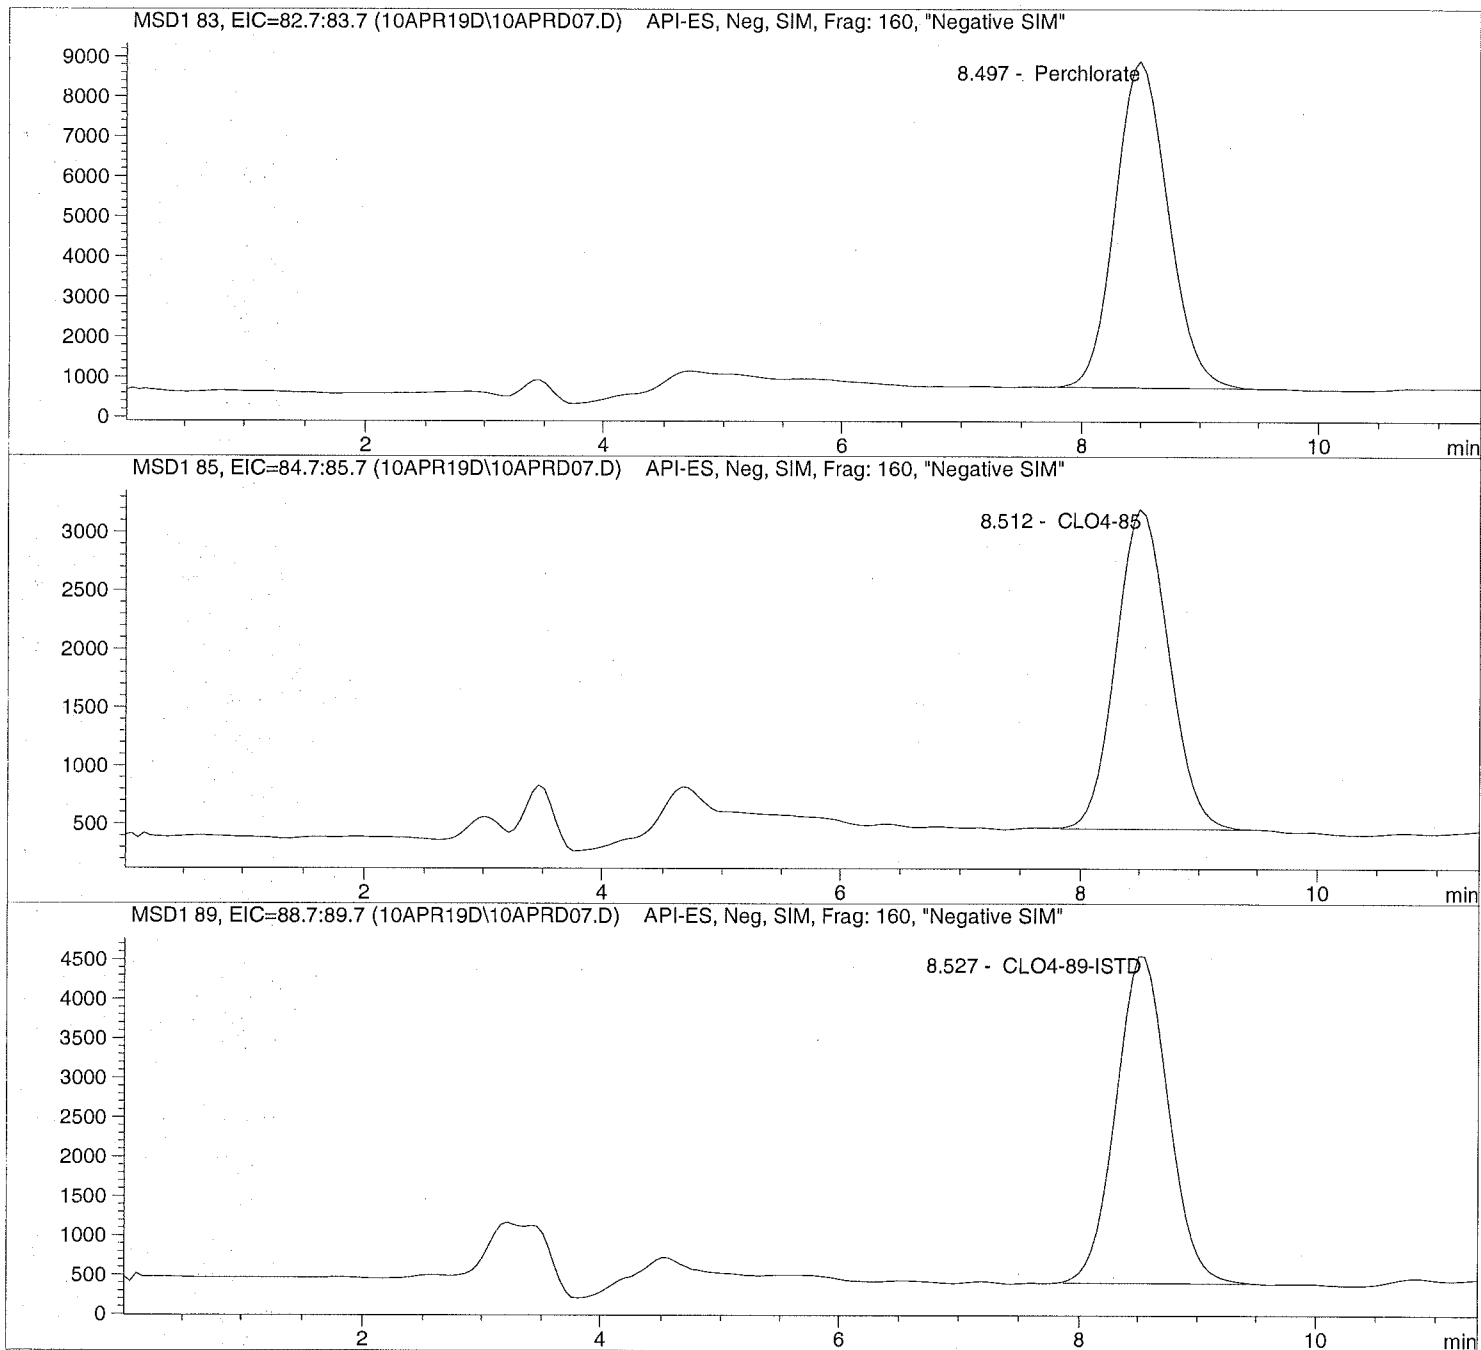 MSD1 83, EIC=82.7:83.7 (10APR19D\10APRD07.D) API-ES, Neg, SIM, Frag: 160, "Negative SIM"
9000
8.497 - Perchlorate
8000
7000
6000
5000
4000
3000
2000
1000
0
2 4 6 8 10 min
MSD1 85, EIC=84.7:85.7 (10APR19D\10APRD07.D) API-ES, Neg, SIM, Frag: 160, "Negative SIM"
8.512 - CLO4-85
3000
2500
2000
1500
1000
500
2 4 6 8 10 min
MSD1 89, EIC=88.7:89.7 (10APR19D\10APRD07.D) API-ES, Neg, SIM, Frag: 160, "Negative SIM"
4500
8.527 - CLO4-89-ISTD
4000
3500
3000
2500
2000
1500
1000
500
0
2 4 6 8 10 min